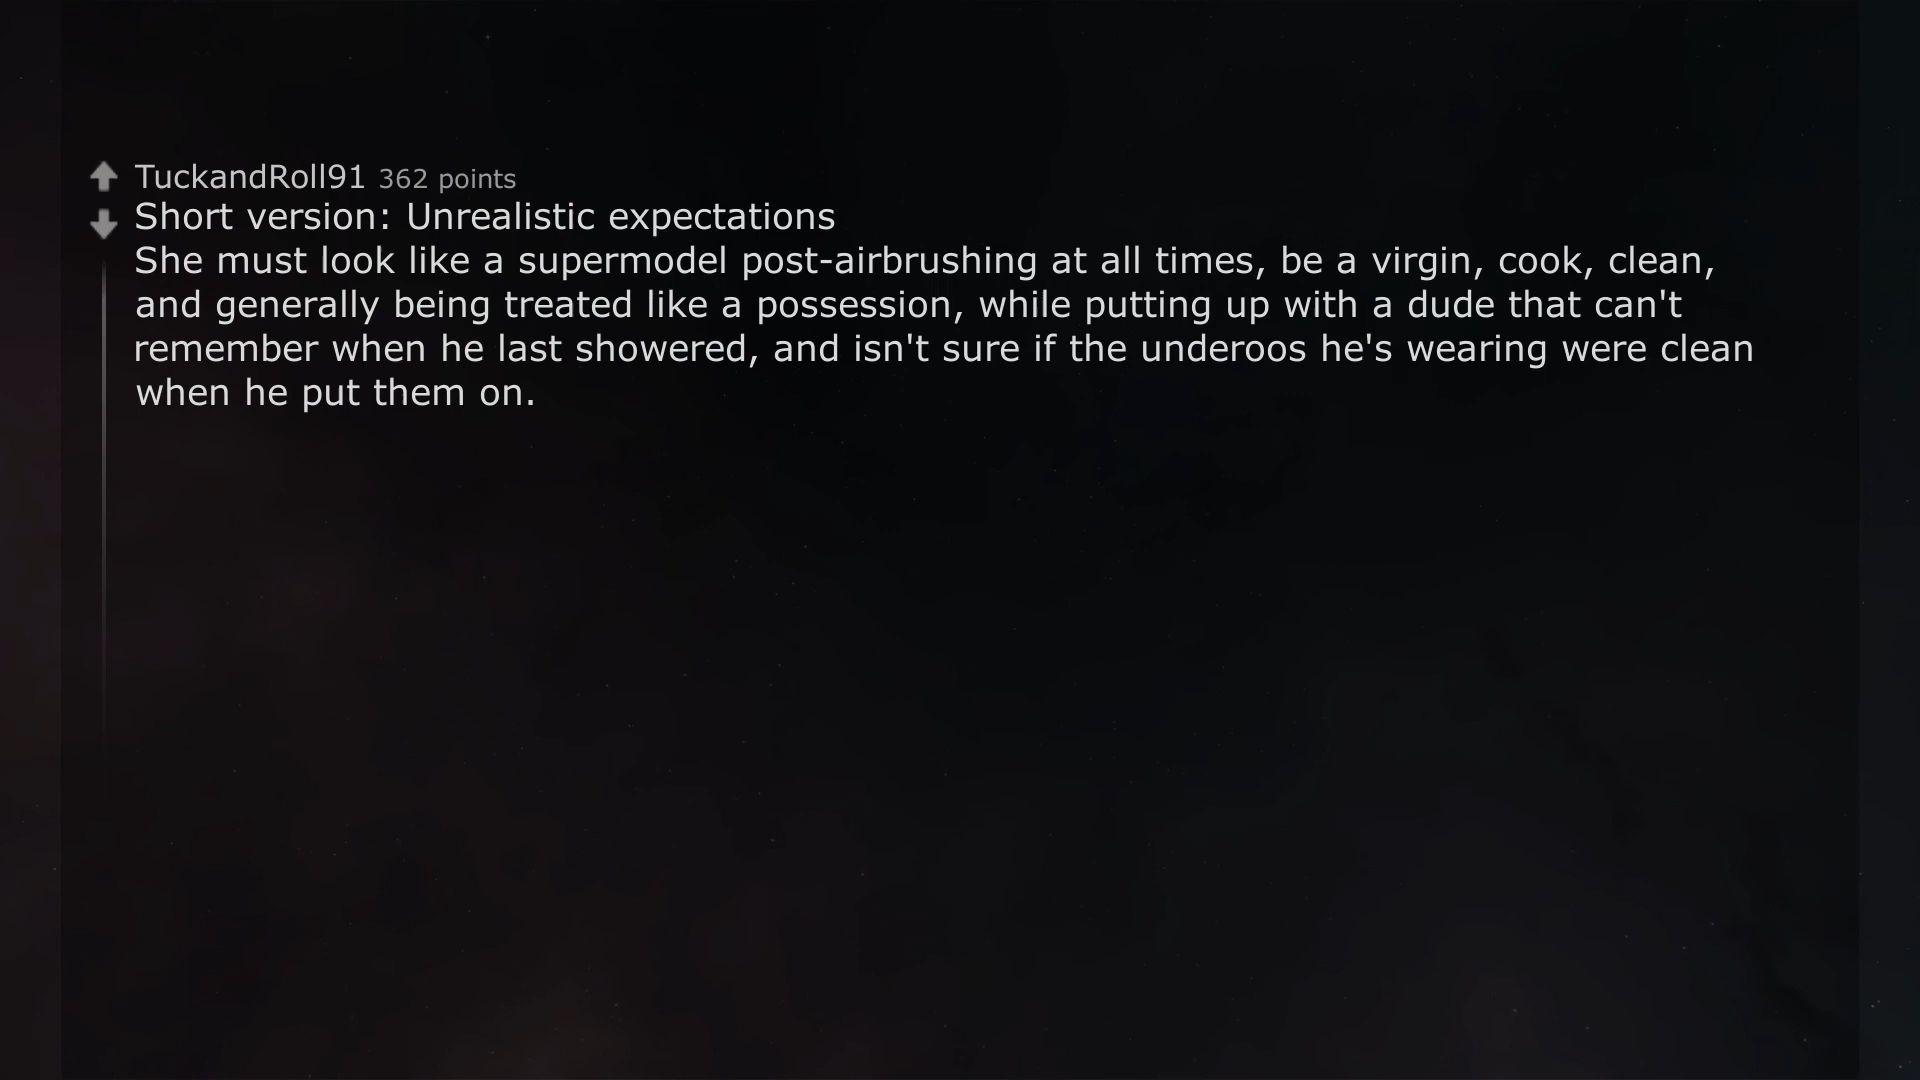 TuckandRoll91 362 points
Short version: Unrealistic expectations
She must look like a supermodel post-airbrushing at all times, be a virgin, cook, clean,
and generally being treated like a possession, while putting up with a dude that can't
remember when he last showered, and isn't sure if the underoos he's wearing were clean
when he put them on.